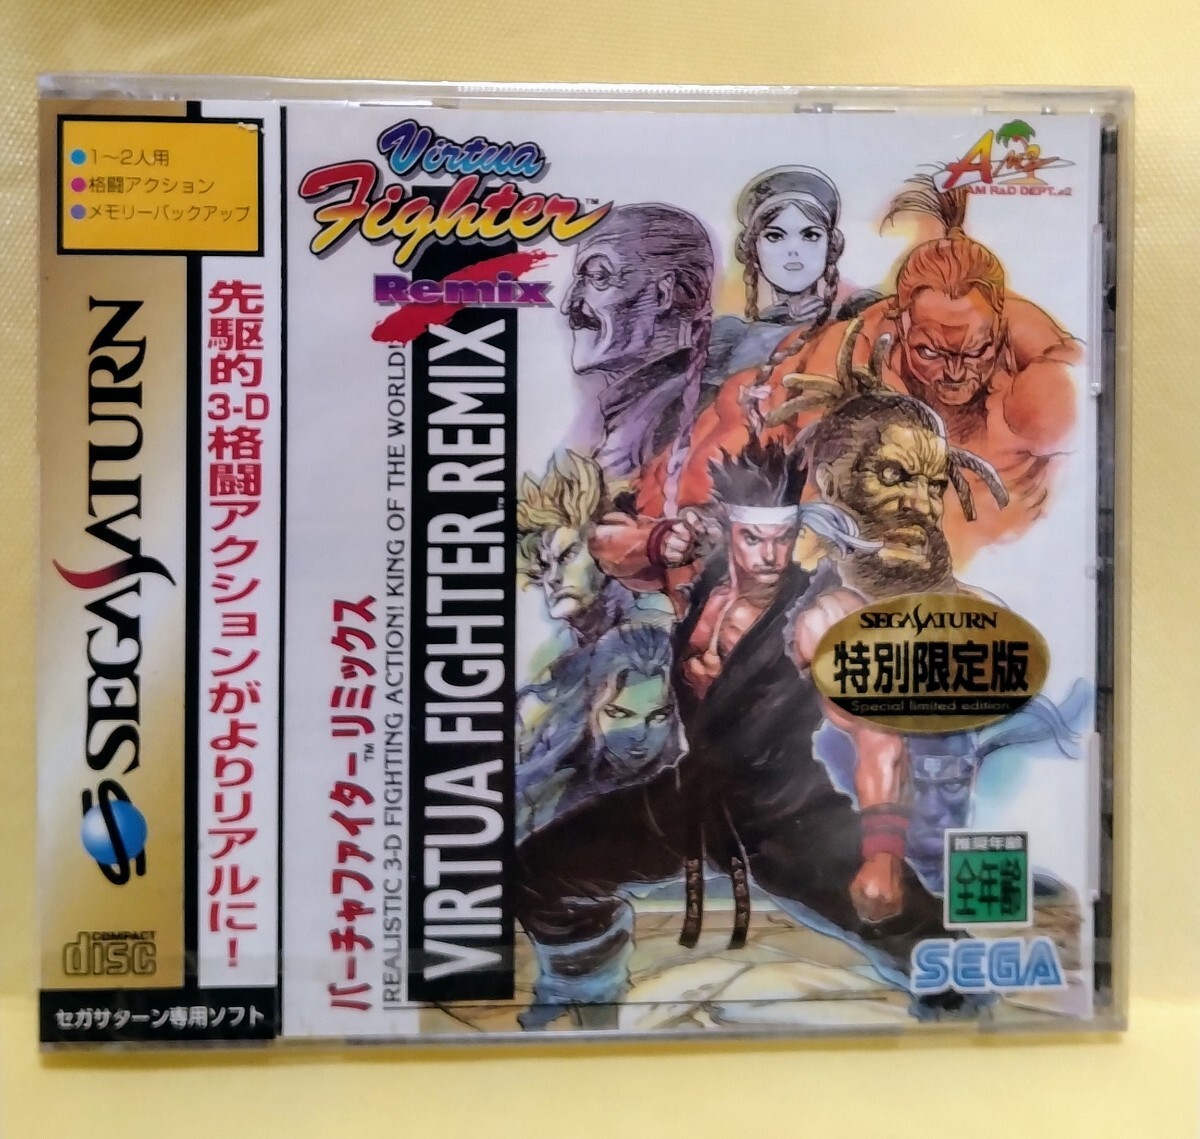 1～2人用
格闘アクション
メモリーバックアップ
SEGA SATURN
COMPACT
disc
先駆的3-D格闘アクションがよりリアルに！
セガサターン専用ソフト
Virtua
Fighter™
Remix
バーチャファイター™リミックス
REALISTIC 3-D FIGHTING ACTION! KING OF THE WORLD!
VIRTUA FIGHTER™ REMIX
AM2
AM R&D DEPT.#2
SEGA SATURN
特別限定版
Special limited edition
推奨年齢
全年齢
SEGA